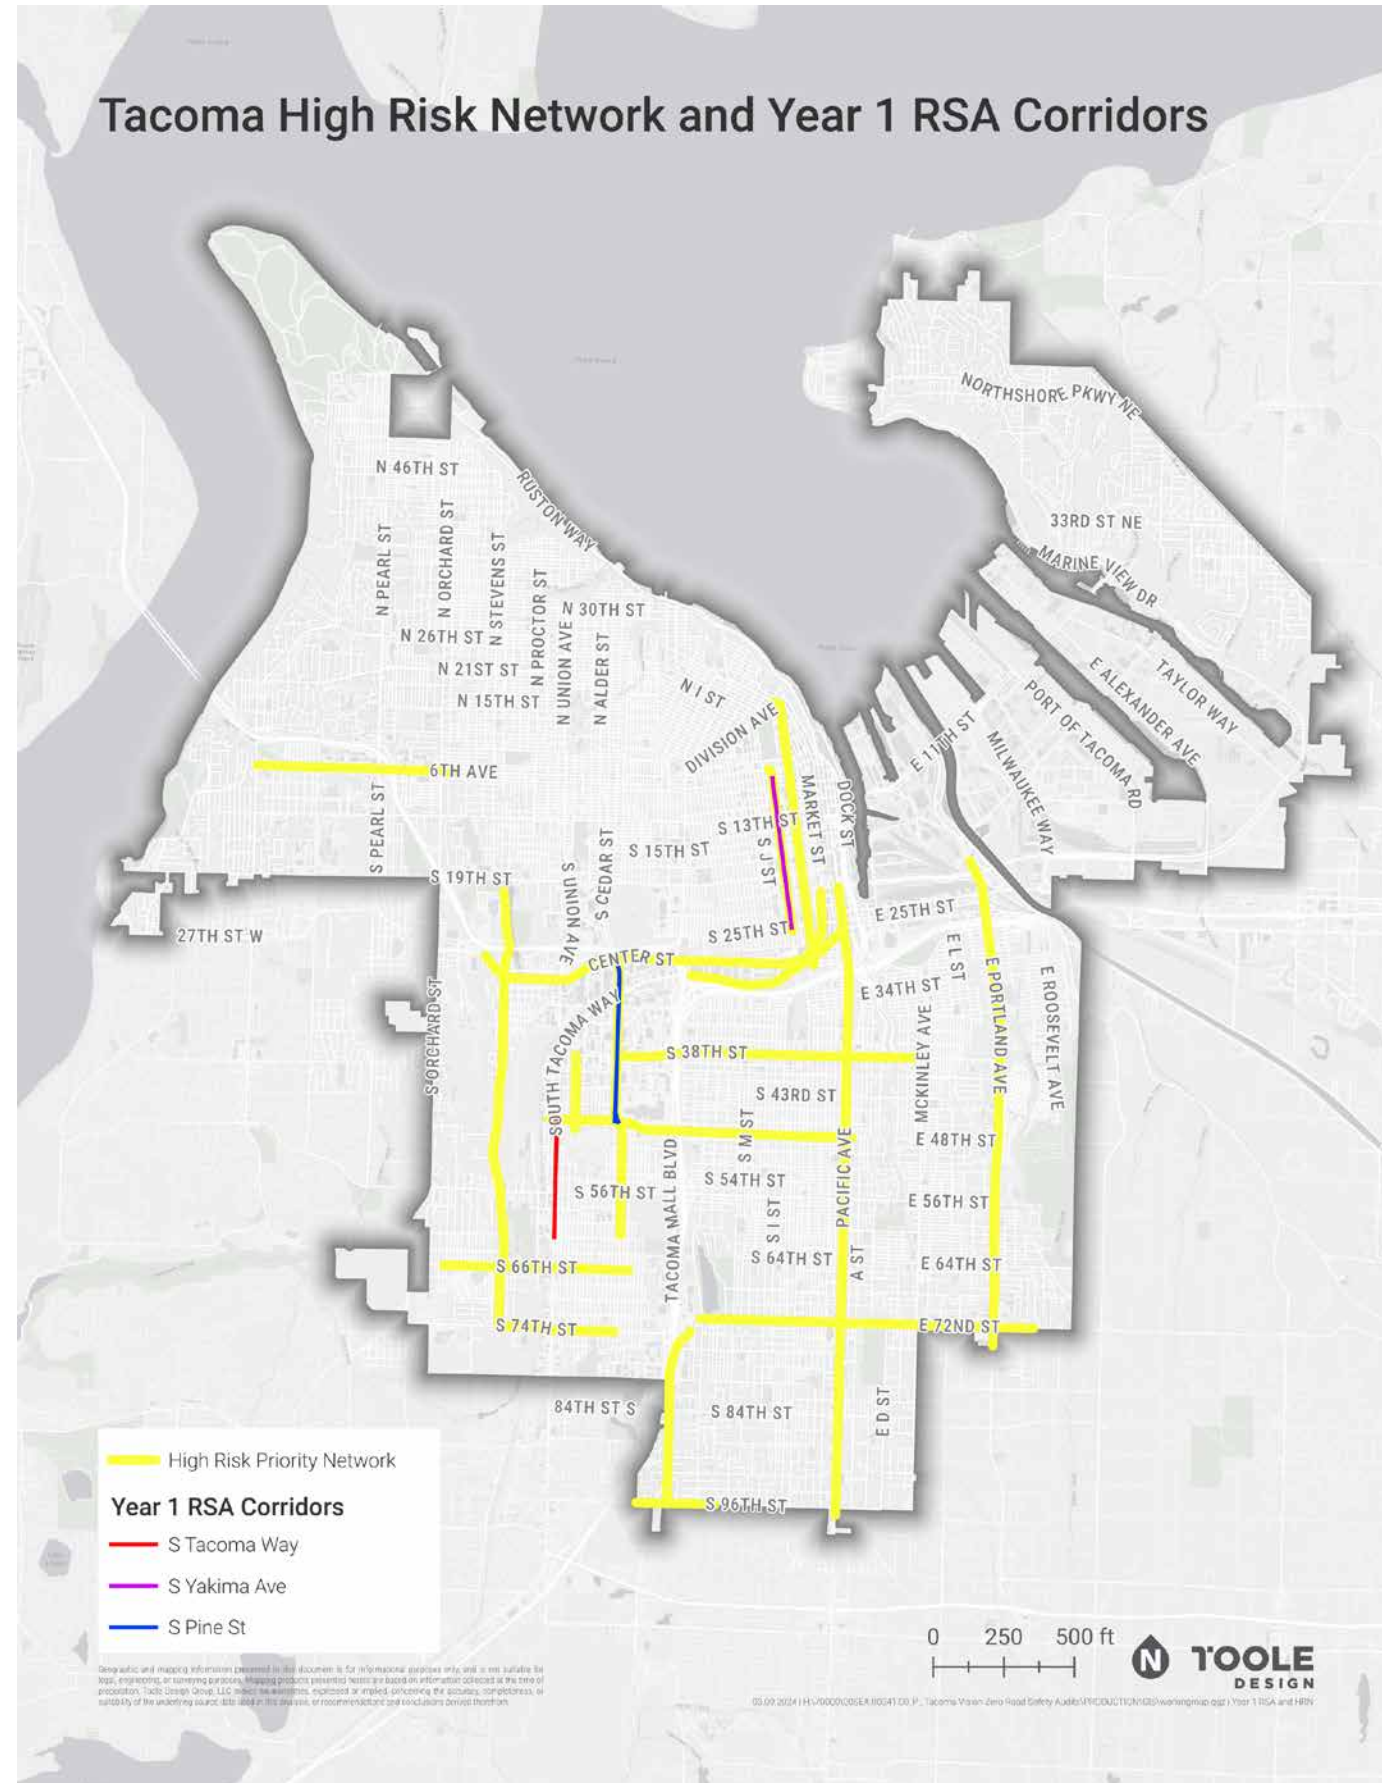 Tacoma High Risk Network and Year 1 RSA Corridors
NORTHSHORE PKWY NE
N 46TH ST
RUSTON WAY
33RD ST NE
MARINE VIEW DR
N PEARL ST
N ORCHARD ST
N STEVENS ST
N PROCTOR ST
N 30TH ST
N 26TH ST
N UNION AVE
N ALDER ST
N 21ST ST
N 15TH ST
N I ST
TAYLOR WAY
E ALEXANDER AVE
PORT OF TACOMA RD
E 11TH ST
MILWAUKEE WAY
DIVISION AVE
6TH AVE
MARKET ST
DOCK ST
S PEARL ST
S 13TH ST
S J ST
S 15TH ST
S CEDAR ST
S UNION AVE
S 19TH ST
27TH ST W
S 25TH ST
E 25TH ST
E L ST
CENTER ST
E PORTLAND AVE
E ROOSEVELT AVE
S ORCHARD ST
SOUTH TACOMA WAY
E 34TH ST
MCKINLEY AVE
S 38TH ST
S 43RD ST
S M ST
E 48TH ST
PACIFIC AVE
TACOMA MALL BLVD
S 54TH ST
S 56TH ST
E 56TH ST
S I ST
S 64TH ST
A ST
E 64TH ST
S 66TH ST
S 74TH ST
E 72ND ST
84TH ST S
S 84TH ST
E D ST
S 96TH ST
High Risk Priority Network
Year 1 RSA Corridors
S Tacoma Way
S Yakima Ave
S Pine St
0 250 500 ft
N
TOOLE
DESIGN